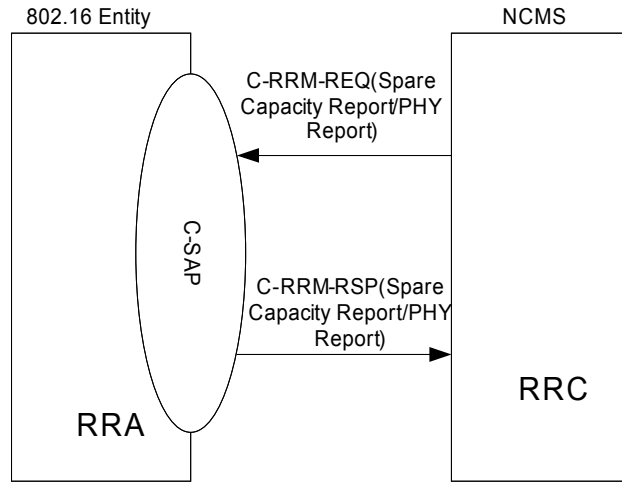 802.16 Entity
NCMS
C-RRM-REQ(Spare
Capacity Report/PHY
Report)
C-SAP
C-RRM-RSP(Spare
Capacity Report/PHY
Report)
RRA
RRC